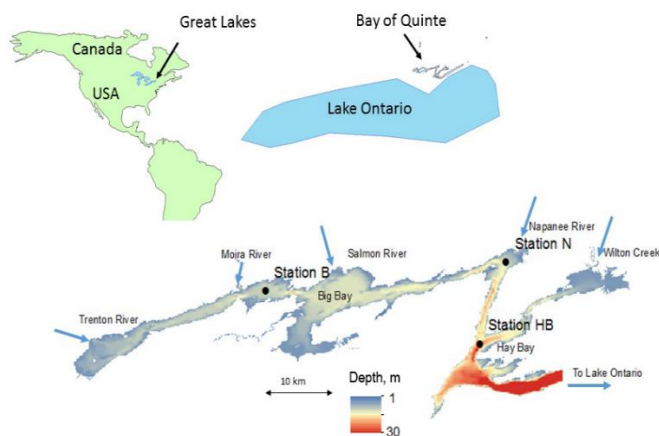 Great Lakes
Canada
USA
Bay of Quinte
Lake Ontario
Napanee River
Station N
Wilton Creek
Moira River
Salmon River
Station B
Big Bay
Trenton River
Station HB
Hay Bay
To Lake Ontario
10 km
Depth, m
1
30